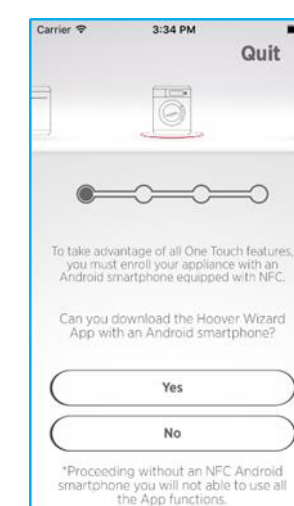 Carrier 3:34 PM
Quit
To take advantage of all One Touch features,
you must enroll your appliance with an
Android smartphone equipped with NFC.
Can you download the Hoover Wizard
App with an Android smartphone?
Yes
No
*Proceeding without an NFC Android
smartphone you will not able to use all
the App functions.